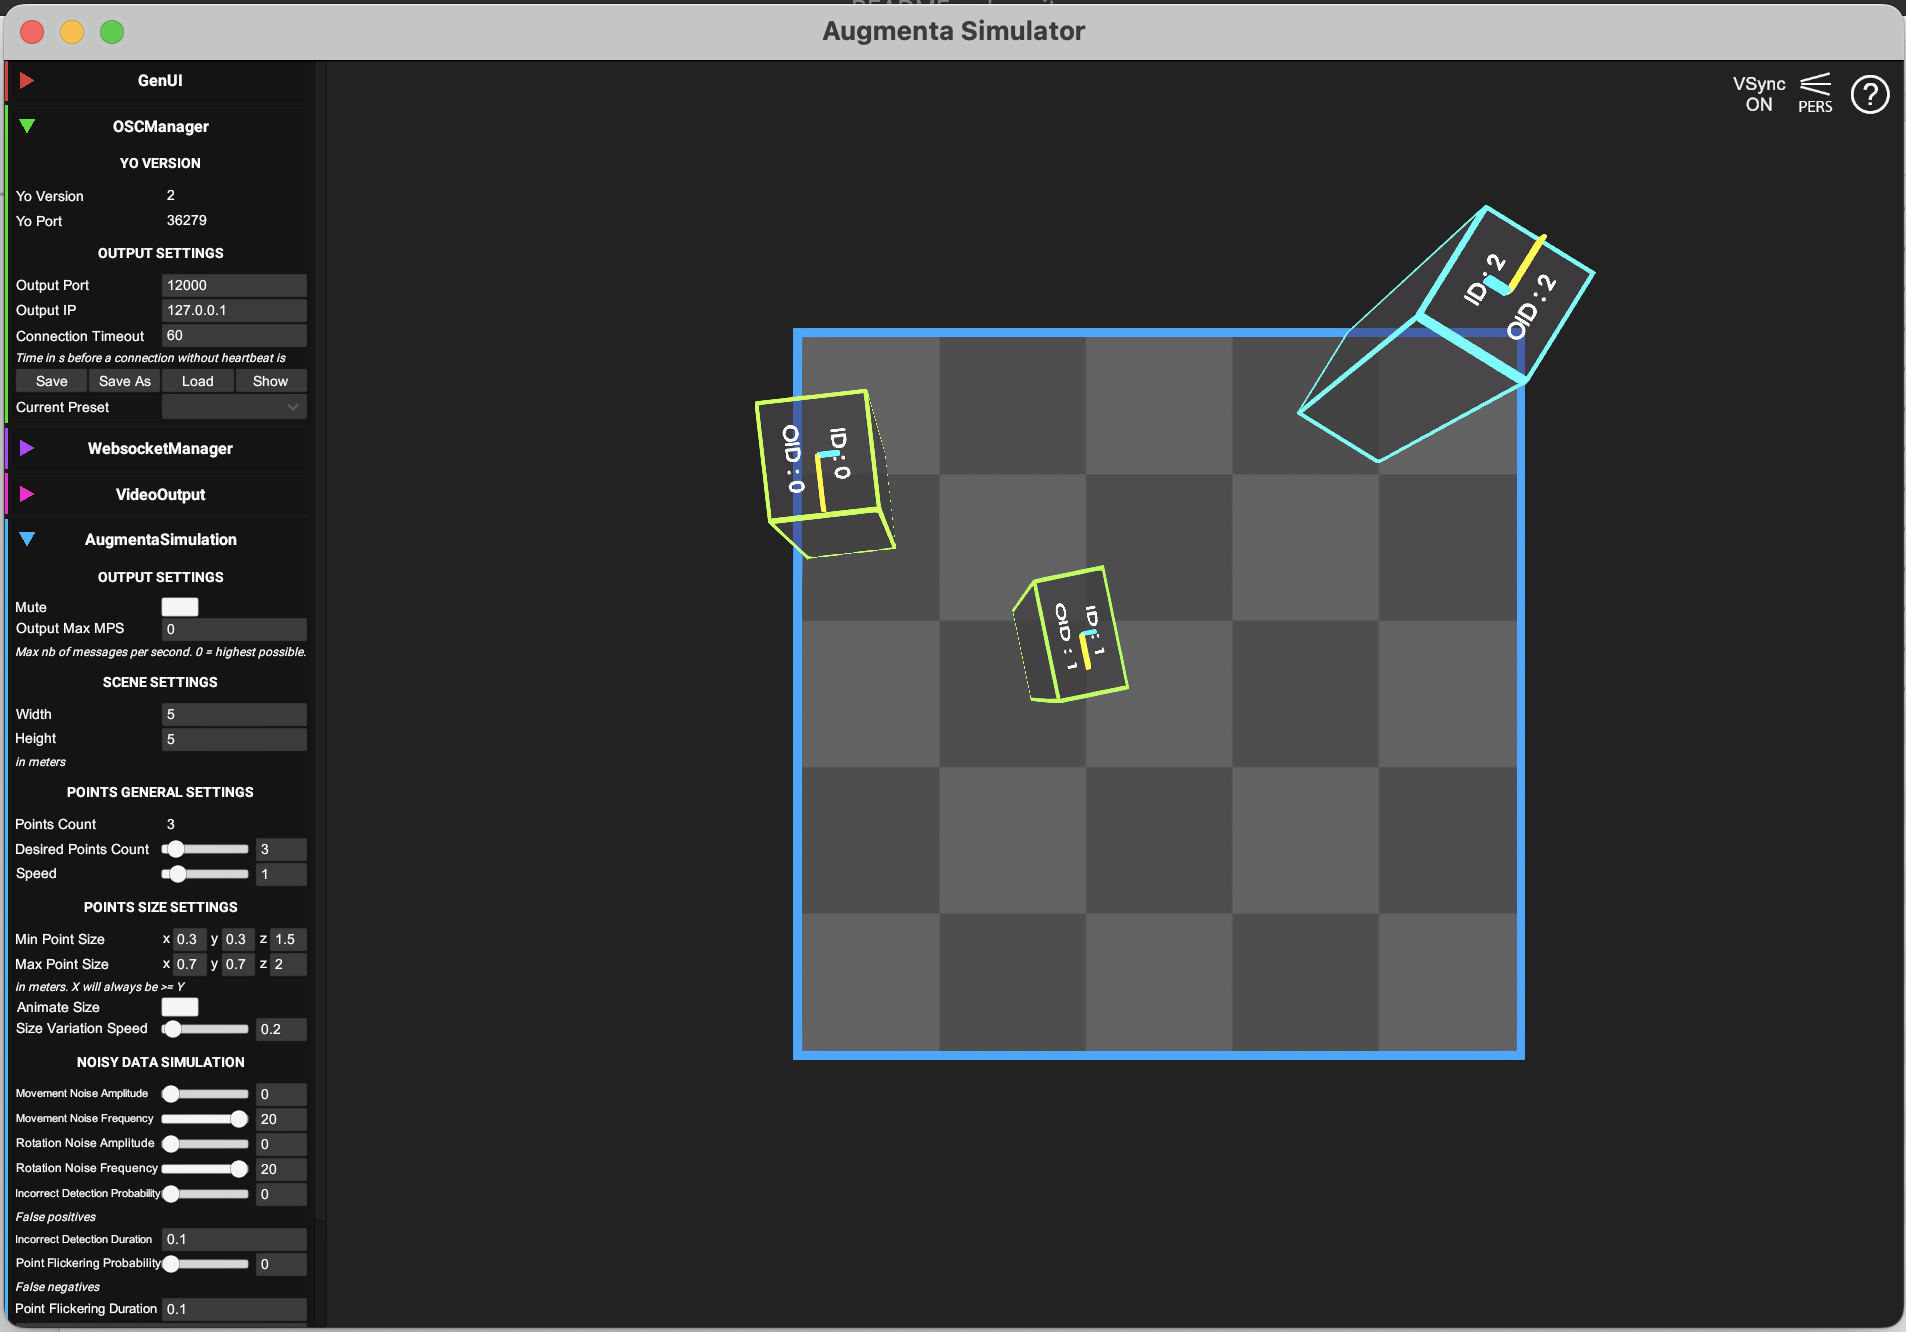 Augmenta Simulator
GenUI
OSCManager
YO VERSION
Yo Version 2
Yo Port 36279
OUTPUT SETTINGS
Output Port 12000
Output IP 127.0.0.1
Connection Timeout 60
Time in s before a connection without heartbeat is
Save Save As Load Show
Current Preset
WebsocketManager
VideoOutput
AugmentaSimulation
OUTPUT SETTINGS
Mute
Output Max MPS 0
Max nb of messages per second. 0 = highest possible.
SCENE SETTINGS
Width 5
Height 5
in meters
POINTS GENERAL SETTINGS
Points Count 3
Desired Points Count 3
Speed 1
POINTS SIZE SETTINGS
Min Point Size x 0.3 y 0.3 z 1.5
Max Point Size x 0.7 y 0.7 z 2
in meters. X will always be >= Y
Animate Size
Size Variation Speed 0.2
NOISY DATA SIMULATION
Movement Noise Amplitude 0
Movement Noise Frequency 20
Rotation Noise Amplitude 0
Rotation Noise Frequency 20
Incorrect Detection Probability 0
False positives
Incorrect Detection Duration 0.1
Point Flickering Probability 0
False negatives
Point Flickering Duration 0.1
VSync
ON
PERS
?
ID : 2
OID : 2
ID : 0
OID : 0
ID : 1
OID : 1